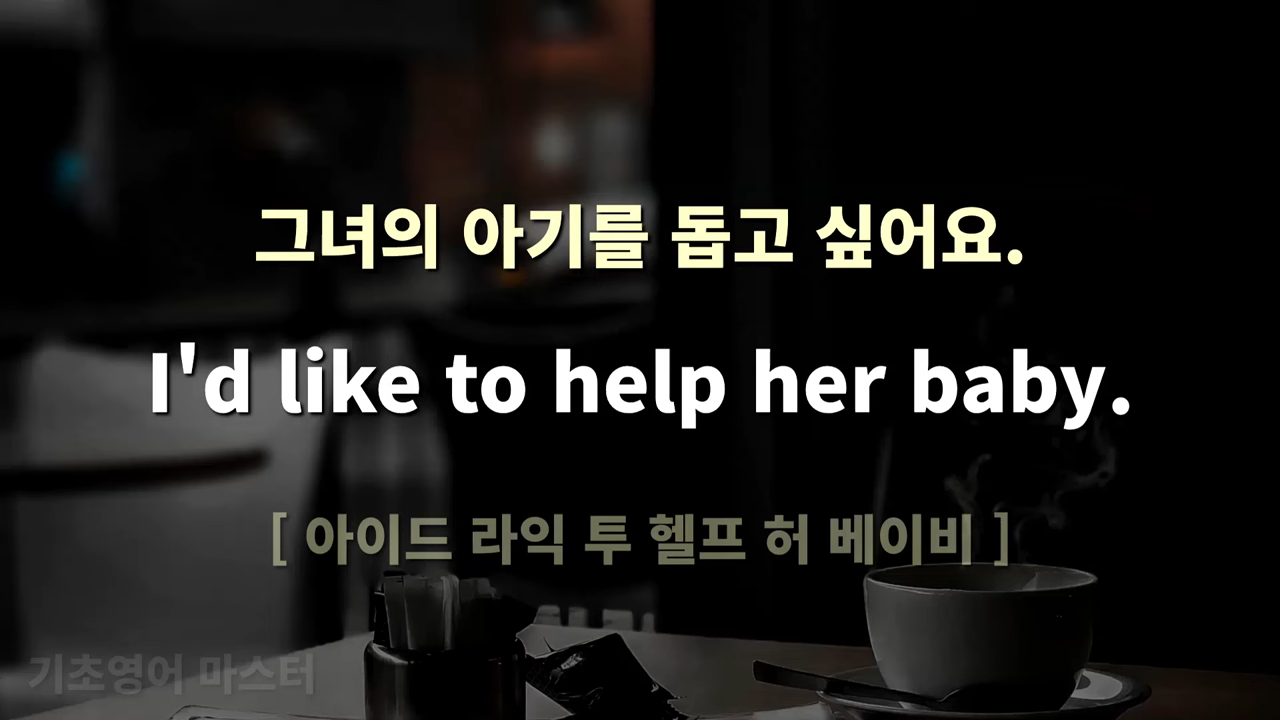 그녀의 아기를 돕고 싶어요.
I'd like to help her baby.
[ 아이드 라익 투 헬프 허 베이비 ]
기초영어 마스터